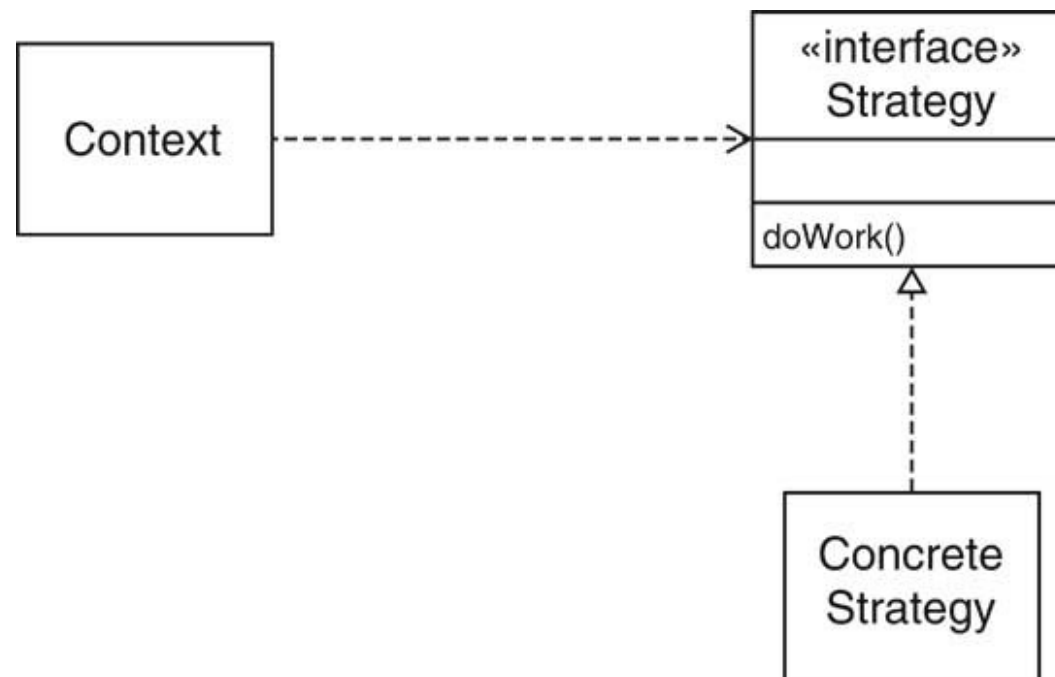 Context
«interface»
Strategy
doWork()
Concrete
Strategy